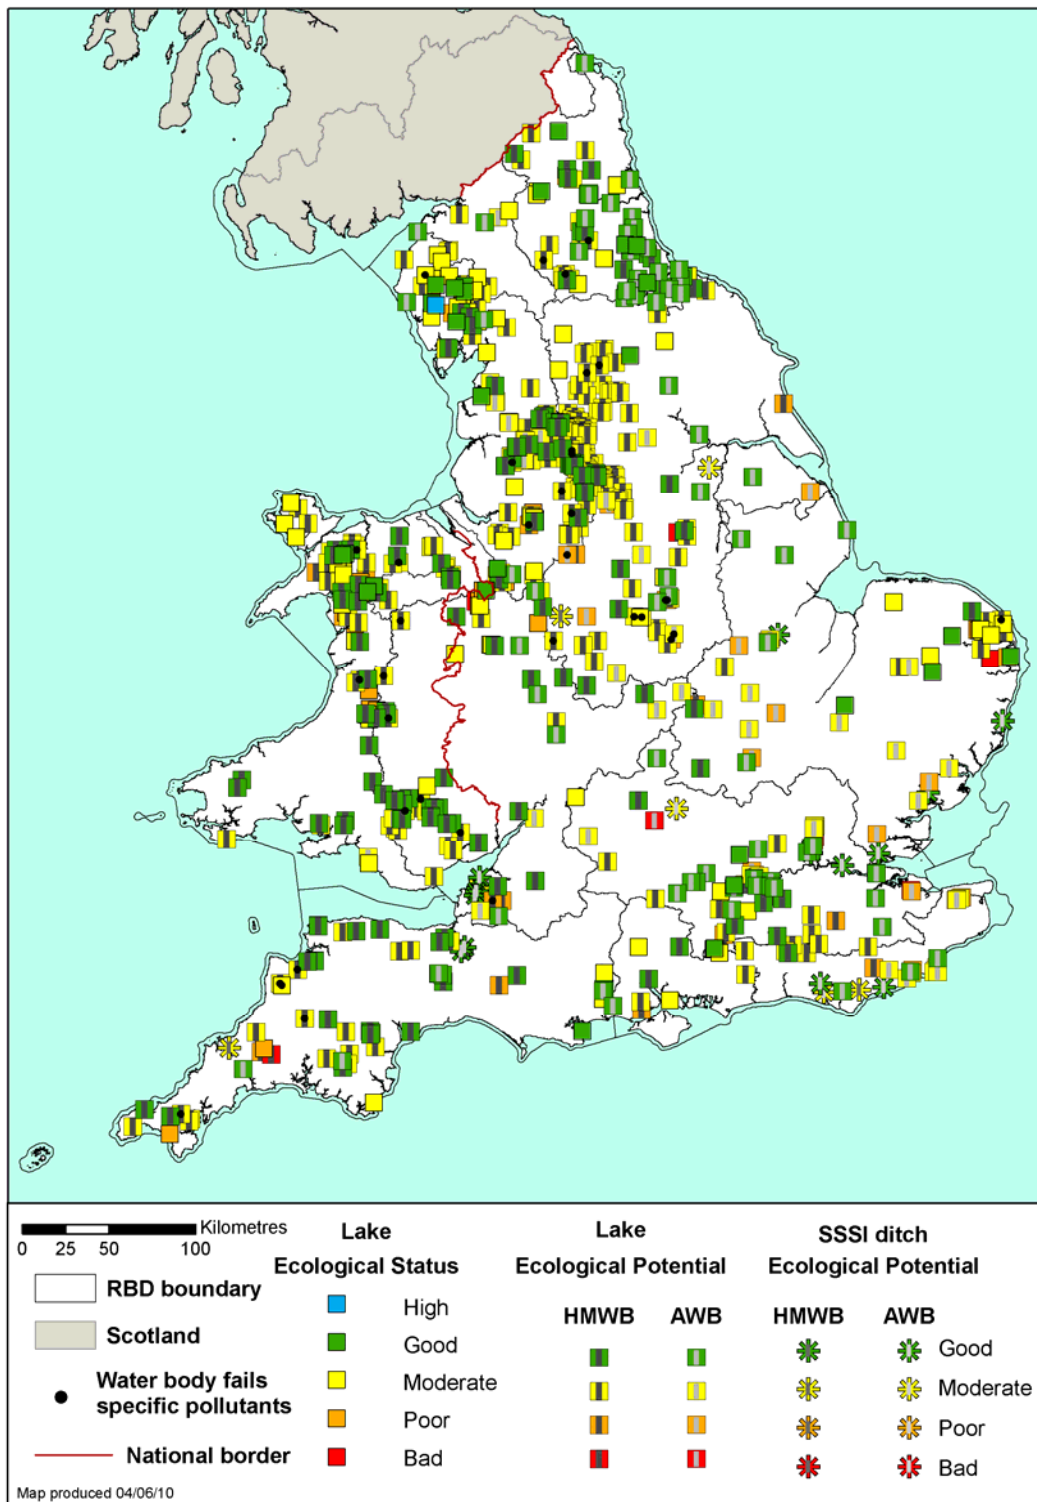 Kilometres
0 25 50 100
RBD boundary
Scotland
Water body fails
specific pollutants
National border
Map produced 04/06/10
Lake
Ecological Status
High
Good
Moderate
Poor
Bad
Lake
Ecological Potential
HMWB AWB
SSSI ditch
Ecological Potential
HMWB AWB
Good
Moderate
Poor
Bad